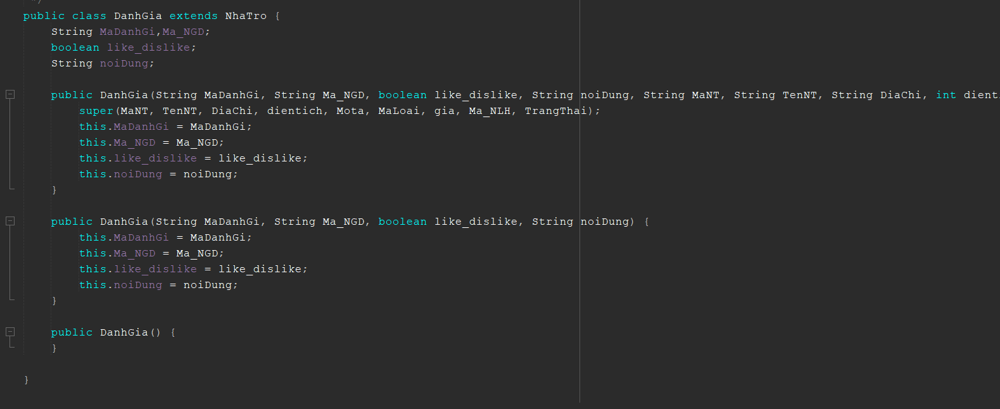 */
public class DanhGia extends NhaTro {
String MaDanhGi,Ma_NGD;
boolean like_dislike;
String noiDung;
public DanhGia(String MaDanhGi, String Ma_NGD, boolean like_dislike, String noiDung, String MaNT, String TenNT, String DiaChi, int dienti
super(MaNT, TenNT, DiaChi, dientich, Mota, MaLoai, gia, Ma_NLH, TrangThai);
this.MaDanhGi = MaDanhGi;
this.Ma_NGD = Ma_NGD;
this.like_dislike = like_dislike;
this.noiDung = noiDung;
}
public DanhGia(String MaDanhGi, String Ma_NGD, boolean like_dislike, String noiDung) {
this.MaDanhGi = MaDanhGi;
this.Ma_NGD = Ma_NGD;
this.like_dislike = like_dislike;
this.noiDung = noiDung;
}
public DanhGia() {
}
}